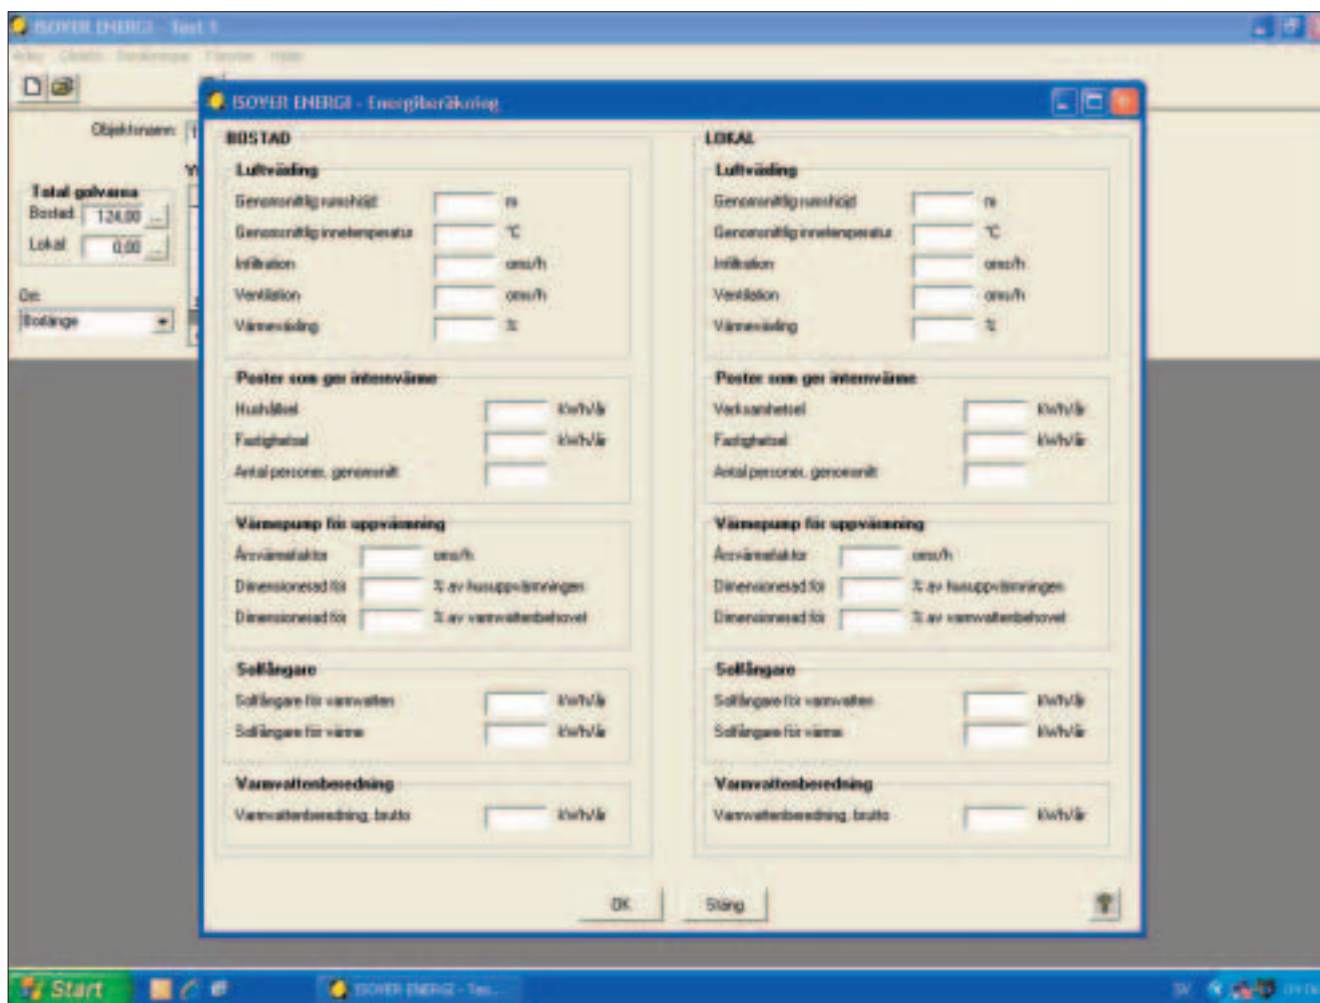 ISOVER ENERGI - Test 1
Arkiv Objekt Beräkningar Fönster Hjälp
Objektsnamn:
Total golvarea
Bostad 124,00 ...
Lokal 0,00 ...
Ort:
Borlänge
ISOVER ENERGI - Energiberäkning
BOSTAD
Luftväxling
Genomsnittlig rumshöjd m
Genomsnittlig innetemperatur °C
Infiltration oms/h
Ventilation oms/h
Värmeväxling %
Poster som ger internvärme
Hushållsel kWh/år
Fastighetsel kWh/år
Antal personer, genomsnitt
Värmepump för uppvärmning
Årsvärmefaktor oms/h
Dimensionerad för % av husuppvärmningen
Dimensionerad för % av varmvattenbehovet
Solfångare
Solfångare för varmvatten kWh/år
Solfångare för värme kWh/år
Varmvattenberedning
Varmvattenberedning, brutto kWh/år
LOKAL
Luftväxling
Genomsnittlig rumshöjd m
Genomsnittlig innetemperatur °C
Infiltration oms/h
Ventilation oms/h
Värmeväxling %
Poster som ger internvärme
Verksamhetsel kWh/år
Fastighetsel kWh/år
Antal personer, genomsnitt
Värmepump för uppvärmning
Årsvärmefaktor oms/h
Dimensionerad för % av husuppvärmningen
Dimensionerad för % av varmvattenbehovet
Solfångare
Solfångare för varmvatten kWh/år
Solfångare för värme kWh/år
Varmvattenberedning
Varmvattenberedning, brutto kWh/år
OK Stäng
Start
ISOVER ENERGI - Tes...
SV